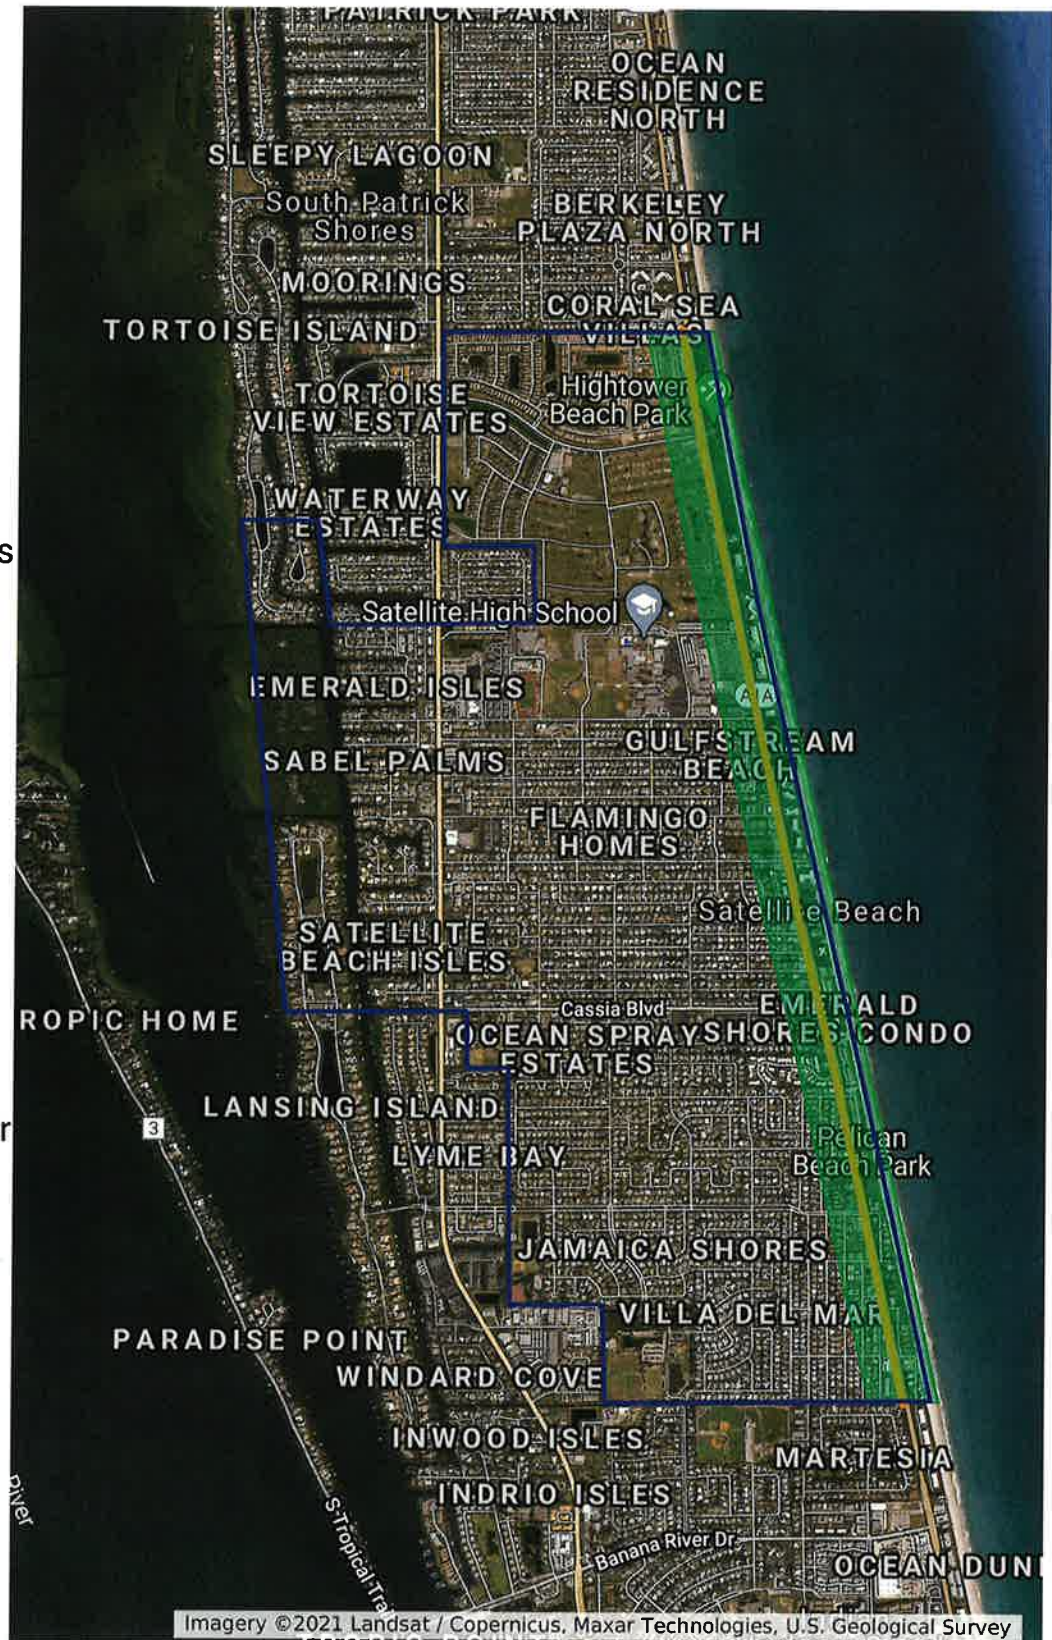 PATRICK PARK
OCEAN
RESIDENCE
NORTH
SLEEPY LAGOON
South Patrick
Shores
BERKELEY
PLAZA NORTH
MOORINGS
CORAL SEA
VILLAS
TORTOISE ISLAND
Hightower
Beach Park
TORTOISE
VIEW ESTATES
WATERWAY
ESTATES
s
Satellite High School
EMERALD ISLES
A1A
GULFSTREAM
BEACH
SABEL PALMS
FLAMINGO
HOMES
Satellite Beach
SATELLITE
BEACH ISLES
Cassia Blvd
EMERALD
SHORES CONDO
ROPIC HOME
OCEAN SPRAY
ESTATES
LANSING ISLAND
3
r
LYME BAY
Pelican
Beach Park
JAMAICA SHORES
VILLA DEL MAR
PARADISE POINT
WINDARD COVE
INWOOD ISLES
MARTESIA
INDRIO ISLES
River
S Tropical Trai
Banana River Dr
OCEAN DUN
Imagery ©2021 Landsat / Copernicus, Maxar Technologies, U.S. Geological Survey